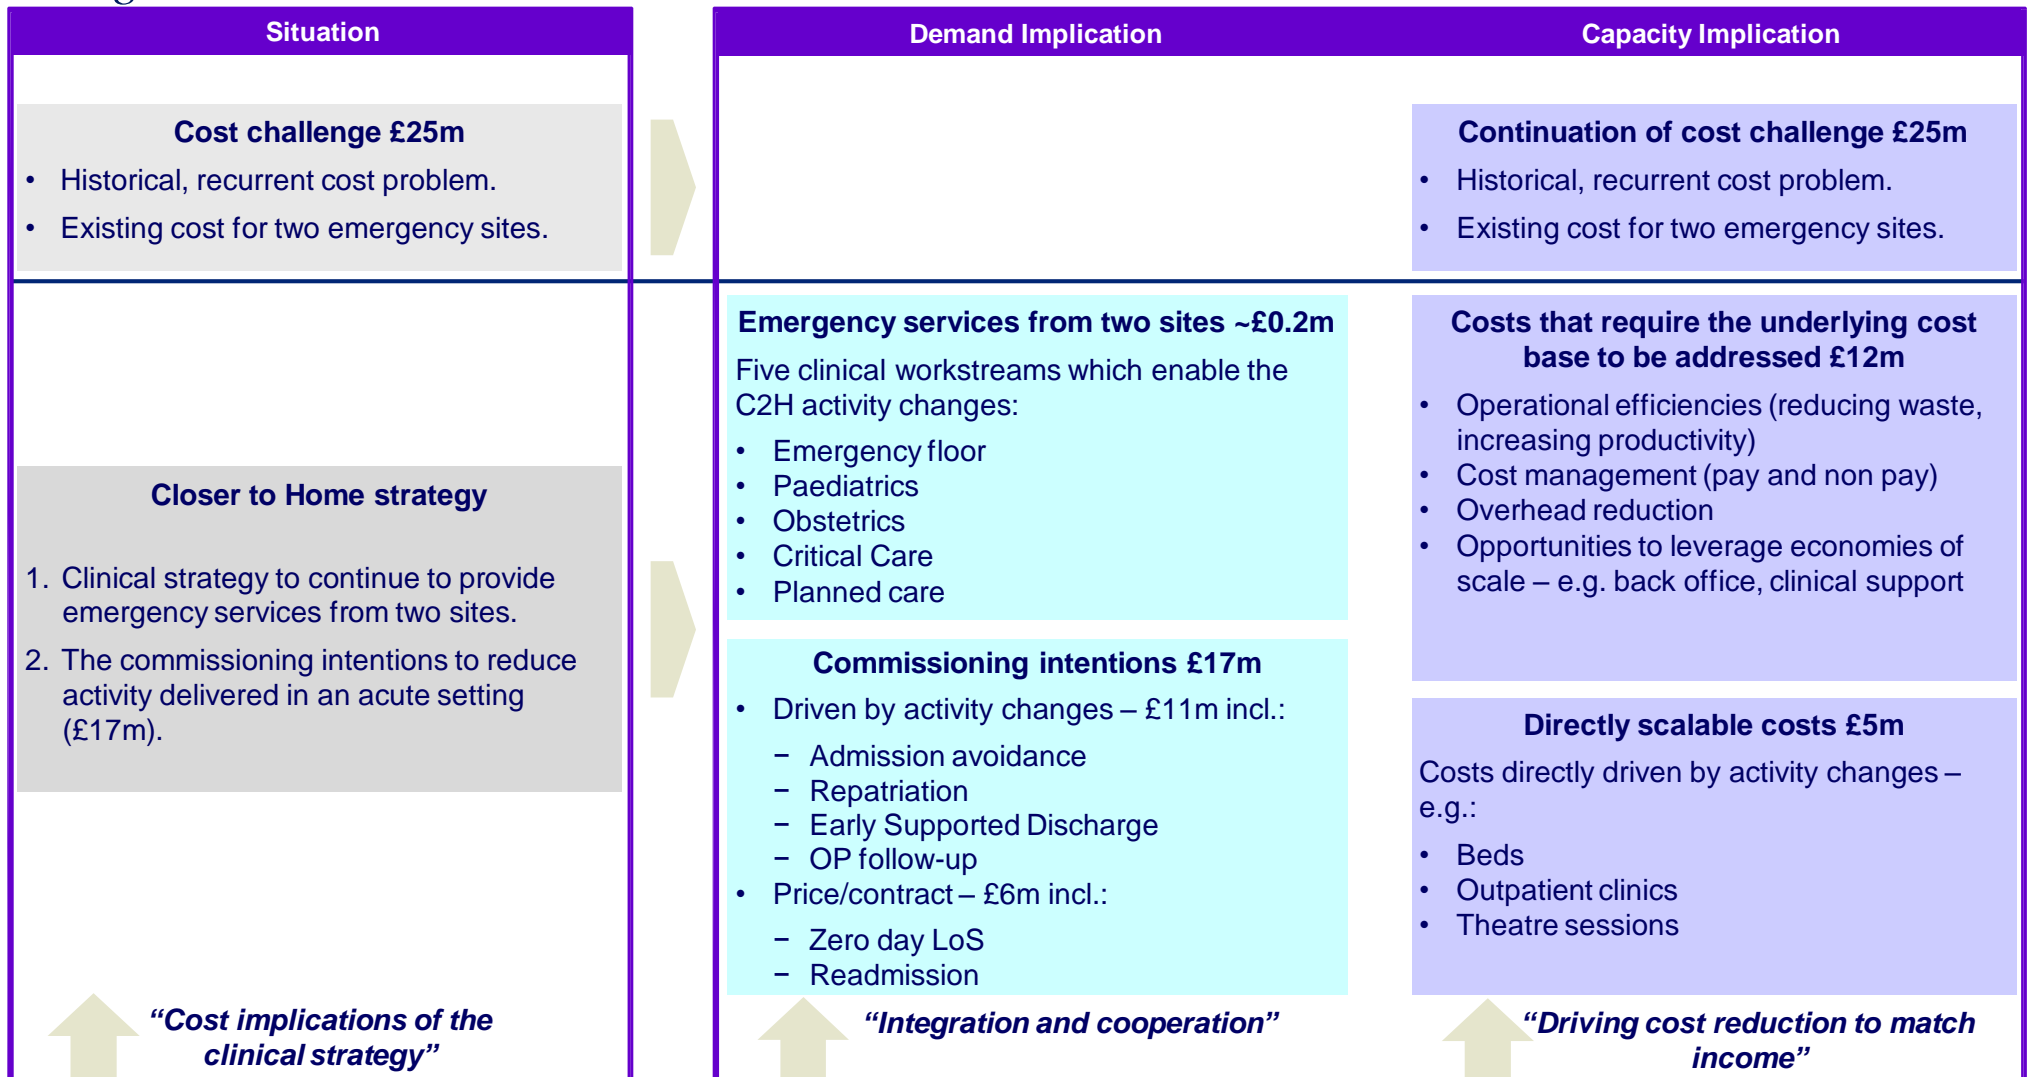 Situation
Cost challenge £25m
• Historical, recurrent cost problem.
• Existing cost for two emergency sites.
Closer to Home strategy
1. Clinical strategy to continue to provide
emergency services from two sites.
2. The commissioning intentions to reduce
activity delivered in an acute setting
(£17m).
“Cost implications of the
clinical strategy”
Demand Implication
Emergency services from two sites ~£0.2m
Five clinical workstreams which enable the
C2H activity changes:
• Emergency floor
• Paediatrics
• Obstetrics
• Critical Care
• Planned care
Commissioning intentions £17m
• Driven by activity changes – £11m incl.:
− Admission avoidance
− Repatriation
− Early Supported Discharge
− OP follow-up
• Price/contract – £6m incl.:
− Zero day LoS
− Readmission
“Integration and cooperation”
Capacity Implication
Continuation of cost challenge £25m
• Historical, recurrent cost problem.
• Existing cost for two emergency sites.
Costs that require the underlying cost
base to be addressed £12m
• Operational efficiencies (reducing waste,
increasing productivity)
• Cost management (pay and non pay)
• Overhead reduction
• Opportunities to leverage economies of
scale – e.g. back office, clinical support
Directly scalable costs £5m
Costs directly driven by activity changes –
e.g.:
• Beds
• Outpatient clinics
• Theatre sessions
“Driving cost reduction to match
income”